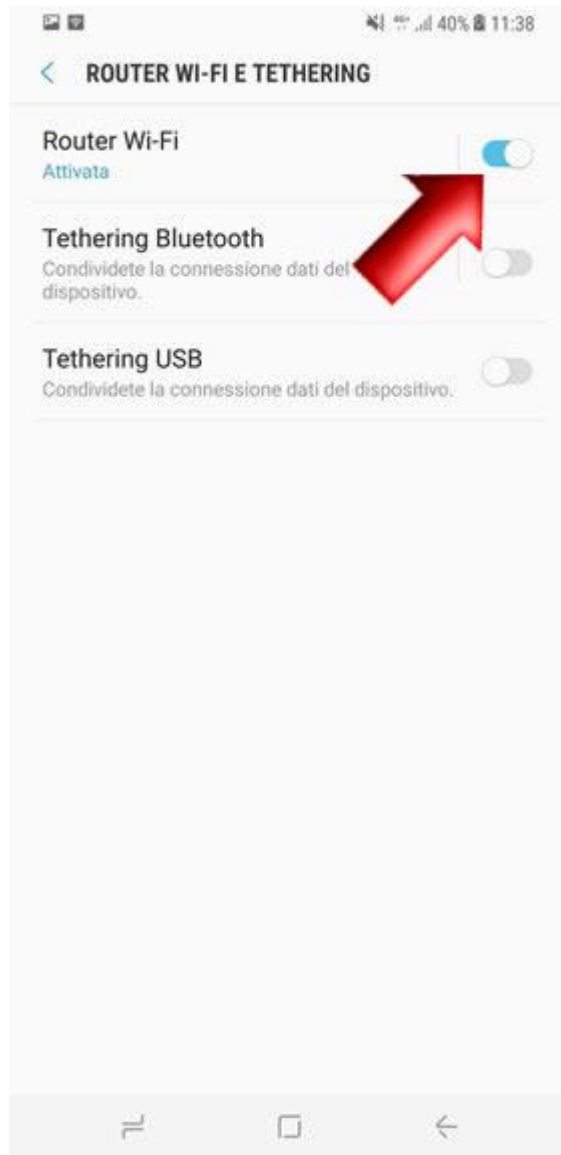 40% 11:38
ROUTER WI-FI E TETHERING
Router Wi-Fi
Attivata
Tethering Bluetooth
Condividete la connessione dati del
dispositivo.
Tethering USB
Condividete la connessione dati del dispositivo.